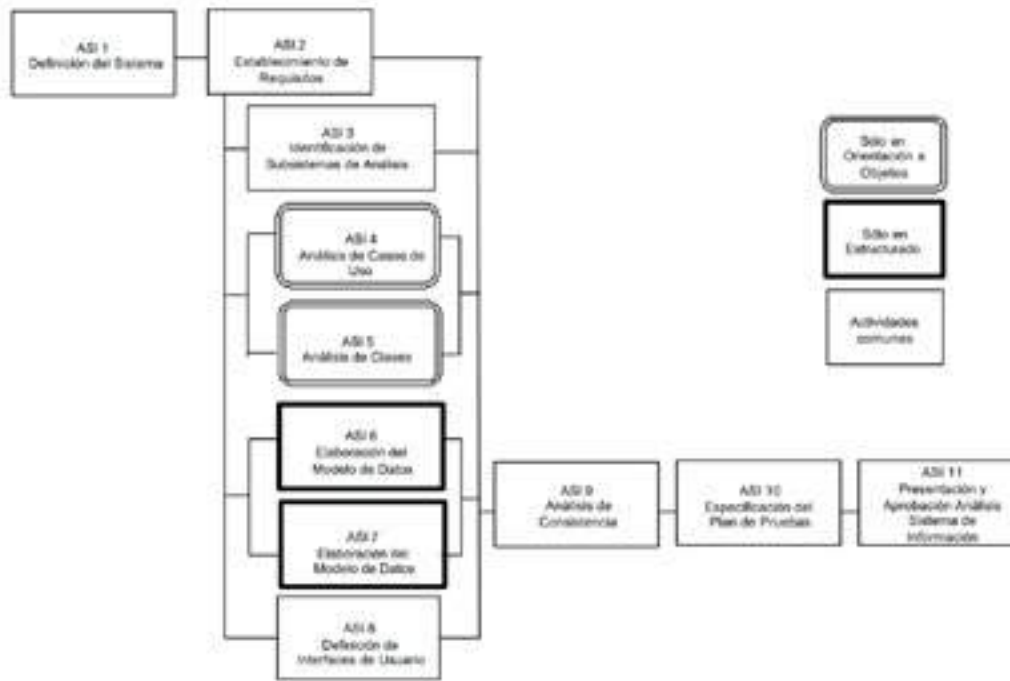 ASI 1
Definición del Sistema
ASI 2
Establecimiento de
Requisitos
ASI 3
Identificación de
Subsistemas de Análisis
ASI 4
Análisis de Casos de
Uso
ASI 5
Análisis de Clases
ASI 6
Elaboración del
Modelo de Datos
ASI 7
Elaboración del
Modelo de Datos
ASI 8
Definición de
Interfaces de Usuario
ASI 9
Análisis de
Consistencia
ASI 10
Especificación del
Plan de Pruebas
ASI 11
Presentación y
Aprobación Análisis
Sistema de
Información
Sólo en
Orientación a
Objetos
Sólo en
Estructurado
Actividades
comunes